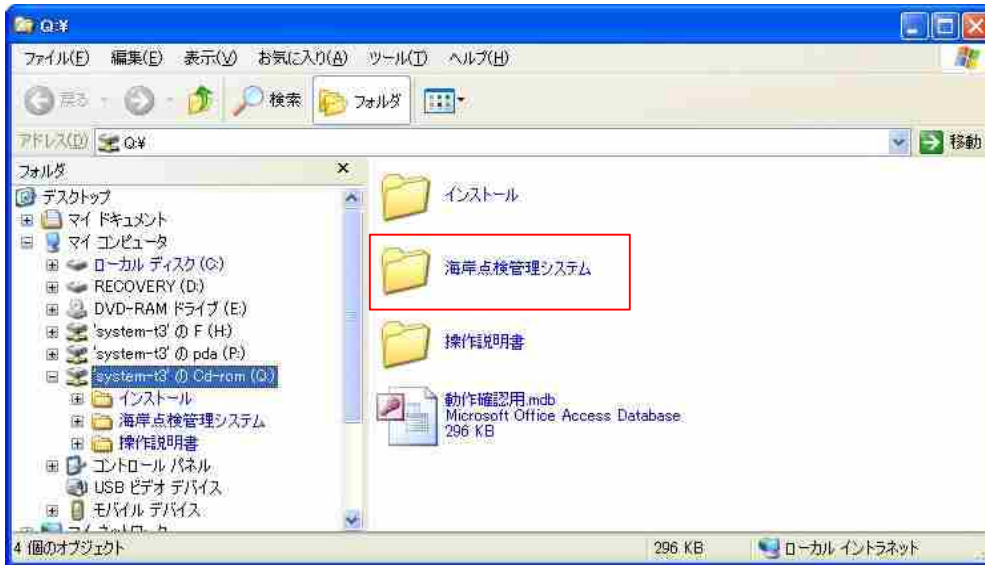 Q:¥
ファイル(F) 編集(E) 表示(V) お気に入り(A) ツール(T) ヘルプ(H)
戻る 検索 フォルダ
アドレス(D) Q:¥ 移動
フォルダ
デスクトップ
マイ ドキュメント
マイ コンピュータ
ローカル ディスク (C:)
RECOVERY (D:)
DVD-RAM ドライブ (E:)
'system-t3' の F (H:)
'system-t3' の pda (P:)
'system-t3' の Cd-rom (Q:)
インストール
海岸点検管理システム
操作説明書
コントロール パネル
USB ビデオ デバイス
モバイル デバイス
マイ ネットワーク
インストール
海岸点検管理システム
操作説明書
動作確認用.mdb
Microsoft Office Access Database
296 KB
4 個のオブジェクト 296 KB ローカル イントラネット